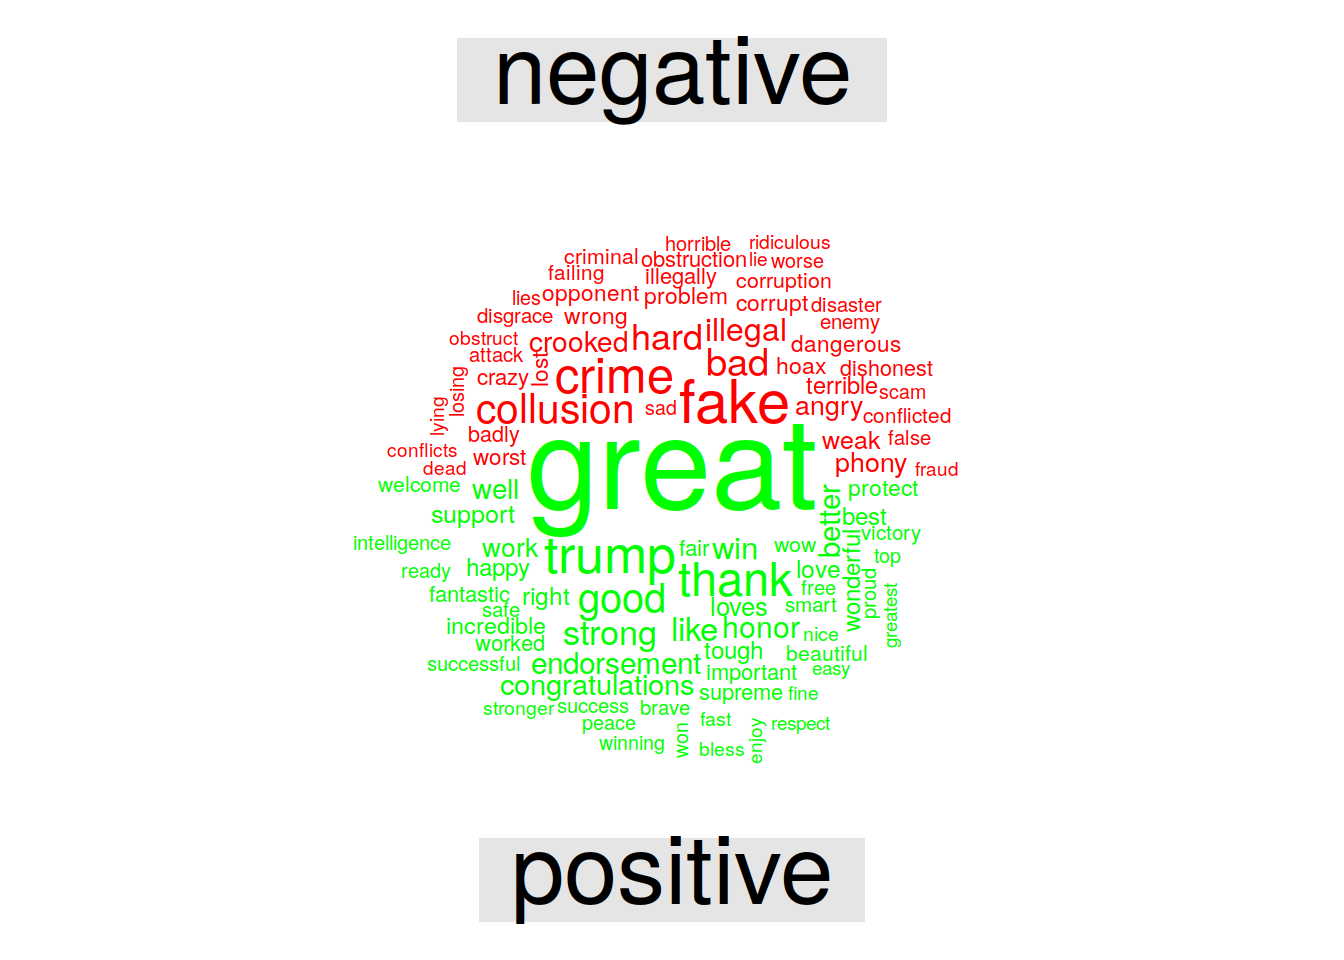 negative
horrible ridiculous
criminal obstruction lie worse
failing illegally corruption
lies opponent problem corrupt disaster
disgrace wrong hard illegal enemy
obstruct crooked dangerous
attack lost bad hoax dishonest
crazy crime terrible scam
losing collusion sad fake angry conflicted
lying badly weak false
conflicts worst phony fraud
dead great
welcome well better protect
support best
intelligence work trump fair win wow wonderful victory
ready happy thank love top
fantastic right good free proud
safe loves smart greatest
incredible strong like honor nice
worked tough beautiful
successful endorsement important easy
congratulations supreme fine
stronger success brave
peace won fast enjoy respect
winning bless
positive